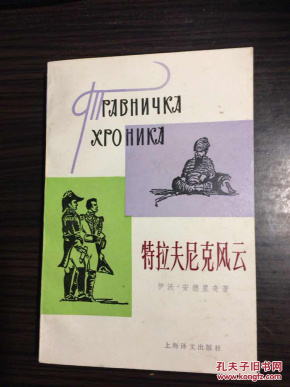 Травничка
хроника
特拉夫尼克风云
伊沃·安德里奇著
上海译文出版社
孔夫子旧书网